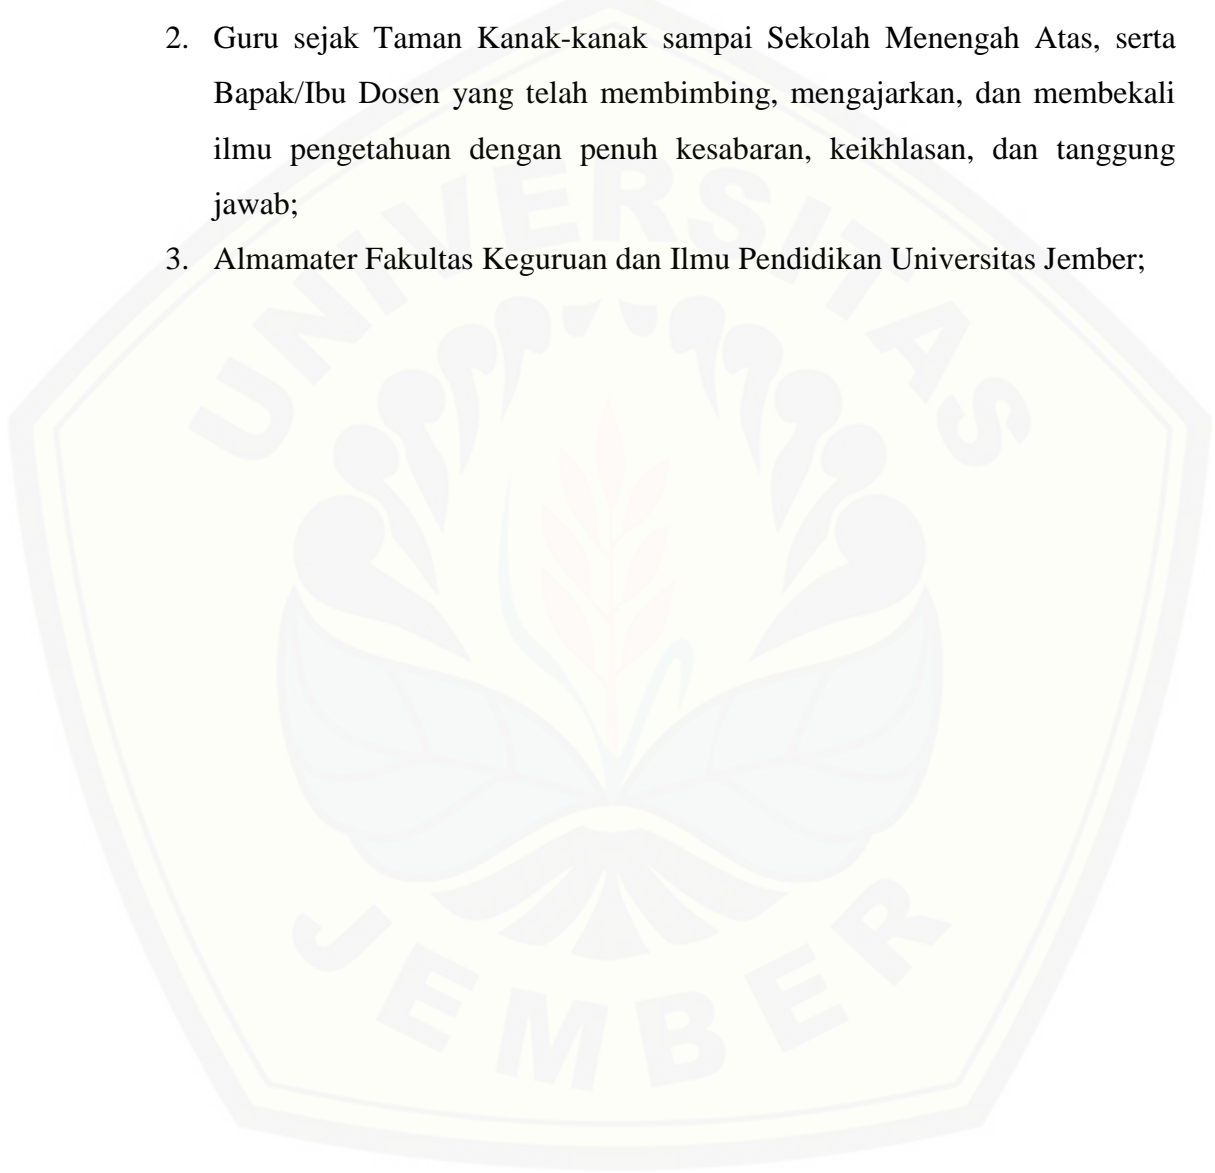 2. Guru sejak Taman Kanak-kanak sampai Sekolah Menengah Atas, serta
Bapak/Ibu Dosen yang telah membimbing, mengajarkan, dan membekali
ilmu pengetahuan dengan penuh kesabaran, keikhlasan, dan tanggung
jawab;
3. Almamater Fakultas Keguruan dan Ilmu Pendidikan Universitas Jember;
UNIVERSITAS
JEMBER